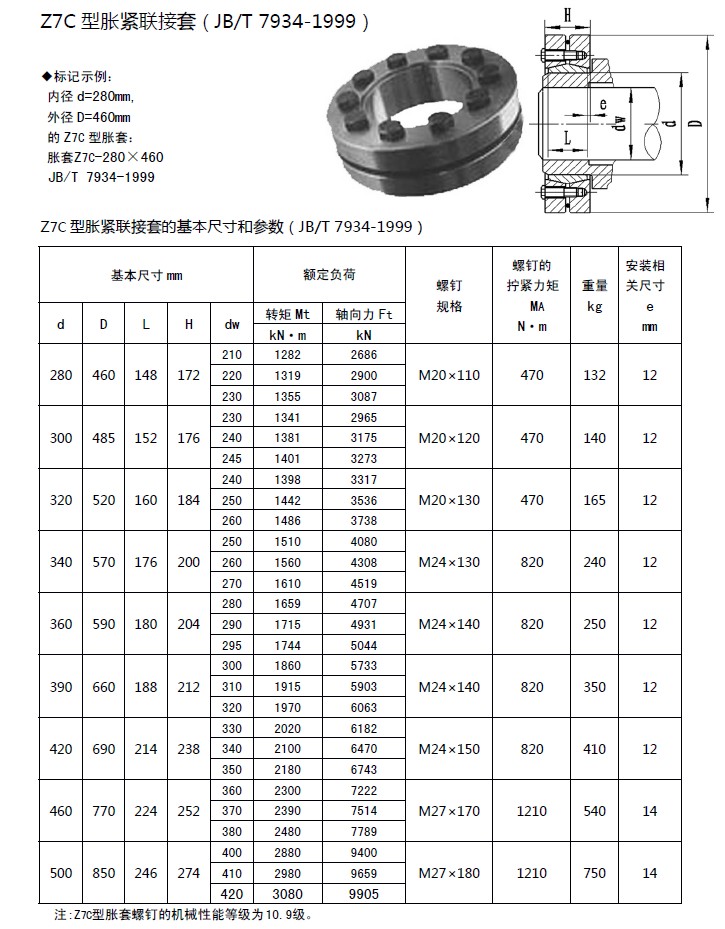 Z7C 型胀紧联接套（JB/T 7934-1999）
◆标记示例：
内径 d=280mm,
外径 D=460mm
的 Z7C 型胀套：
胀套Z7C-280×460
JB/T 7934-1999
H
e
L
dw
d
D
Z7C 型胀紧联接套的基本尺寸和参数（JB/T 7934-1999）
基本尺寸 mm 额定负荷 螺钉规格 螺钉的拧紧力矩 MA N·m 重量 kg 安装相关尺寸 e mm
d D L H dw 转矩 Mt kN·m 轴向力 Ft kN
280 460 148 172 210 1282 2686 M20×110 470 132 12
220 1319 2900
230 1355 3087
300 485 152 176 230 1341 2965 M20×120 470 140 12
240 1381 3175
245 1401 3273
320 520 160 184 240 1398 3317 M20×130 470 165 12
250 1442 3536
260 1486 3738
340 570 176 200 250 1510 4080 M24×130 820 240 12
260 1560 4308
270 1610 4519
360 590 180 204 280 1659 4707 M24×140 820 250 12
290 1715 4931
295 1744 5044
390 660 188 212 300 1860 5733 M24×140 820 350 12
310 1915 5903
320 1970 6063
420 690 214 238 330 2020 6182 M24×150 820 410 12
340 2100 6470
350 2180 6743
460 770 224 252 360 2300 7222 M27×170 1210 540 14
370 2390 7514
380 2480 7789
500 850 246 274 400 2880 9400 M27×180 1210 750 14
410 2980 9659
420 3080 9905
注：Z7C型胀套螺钉的机械性能等级为10.9级。